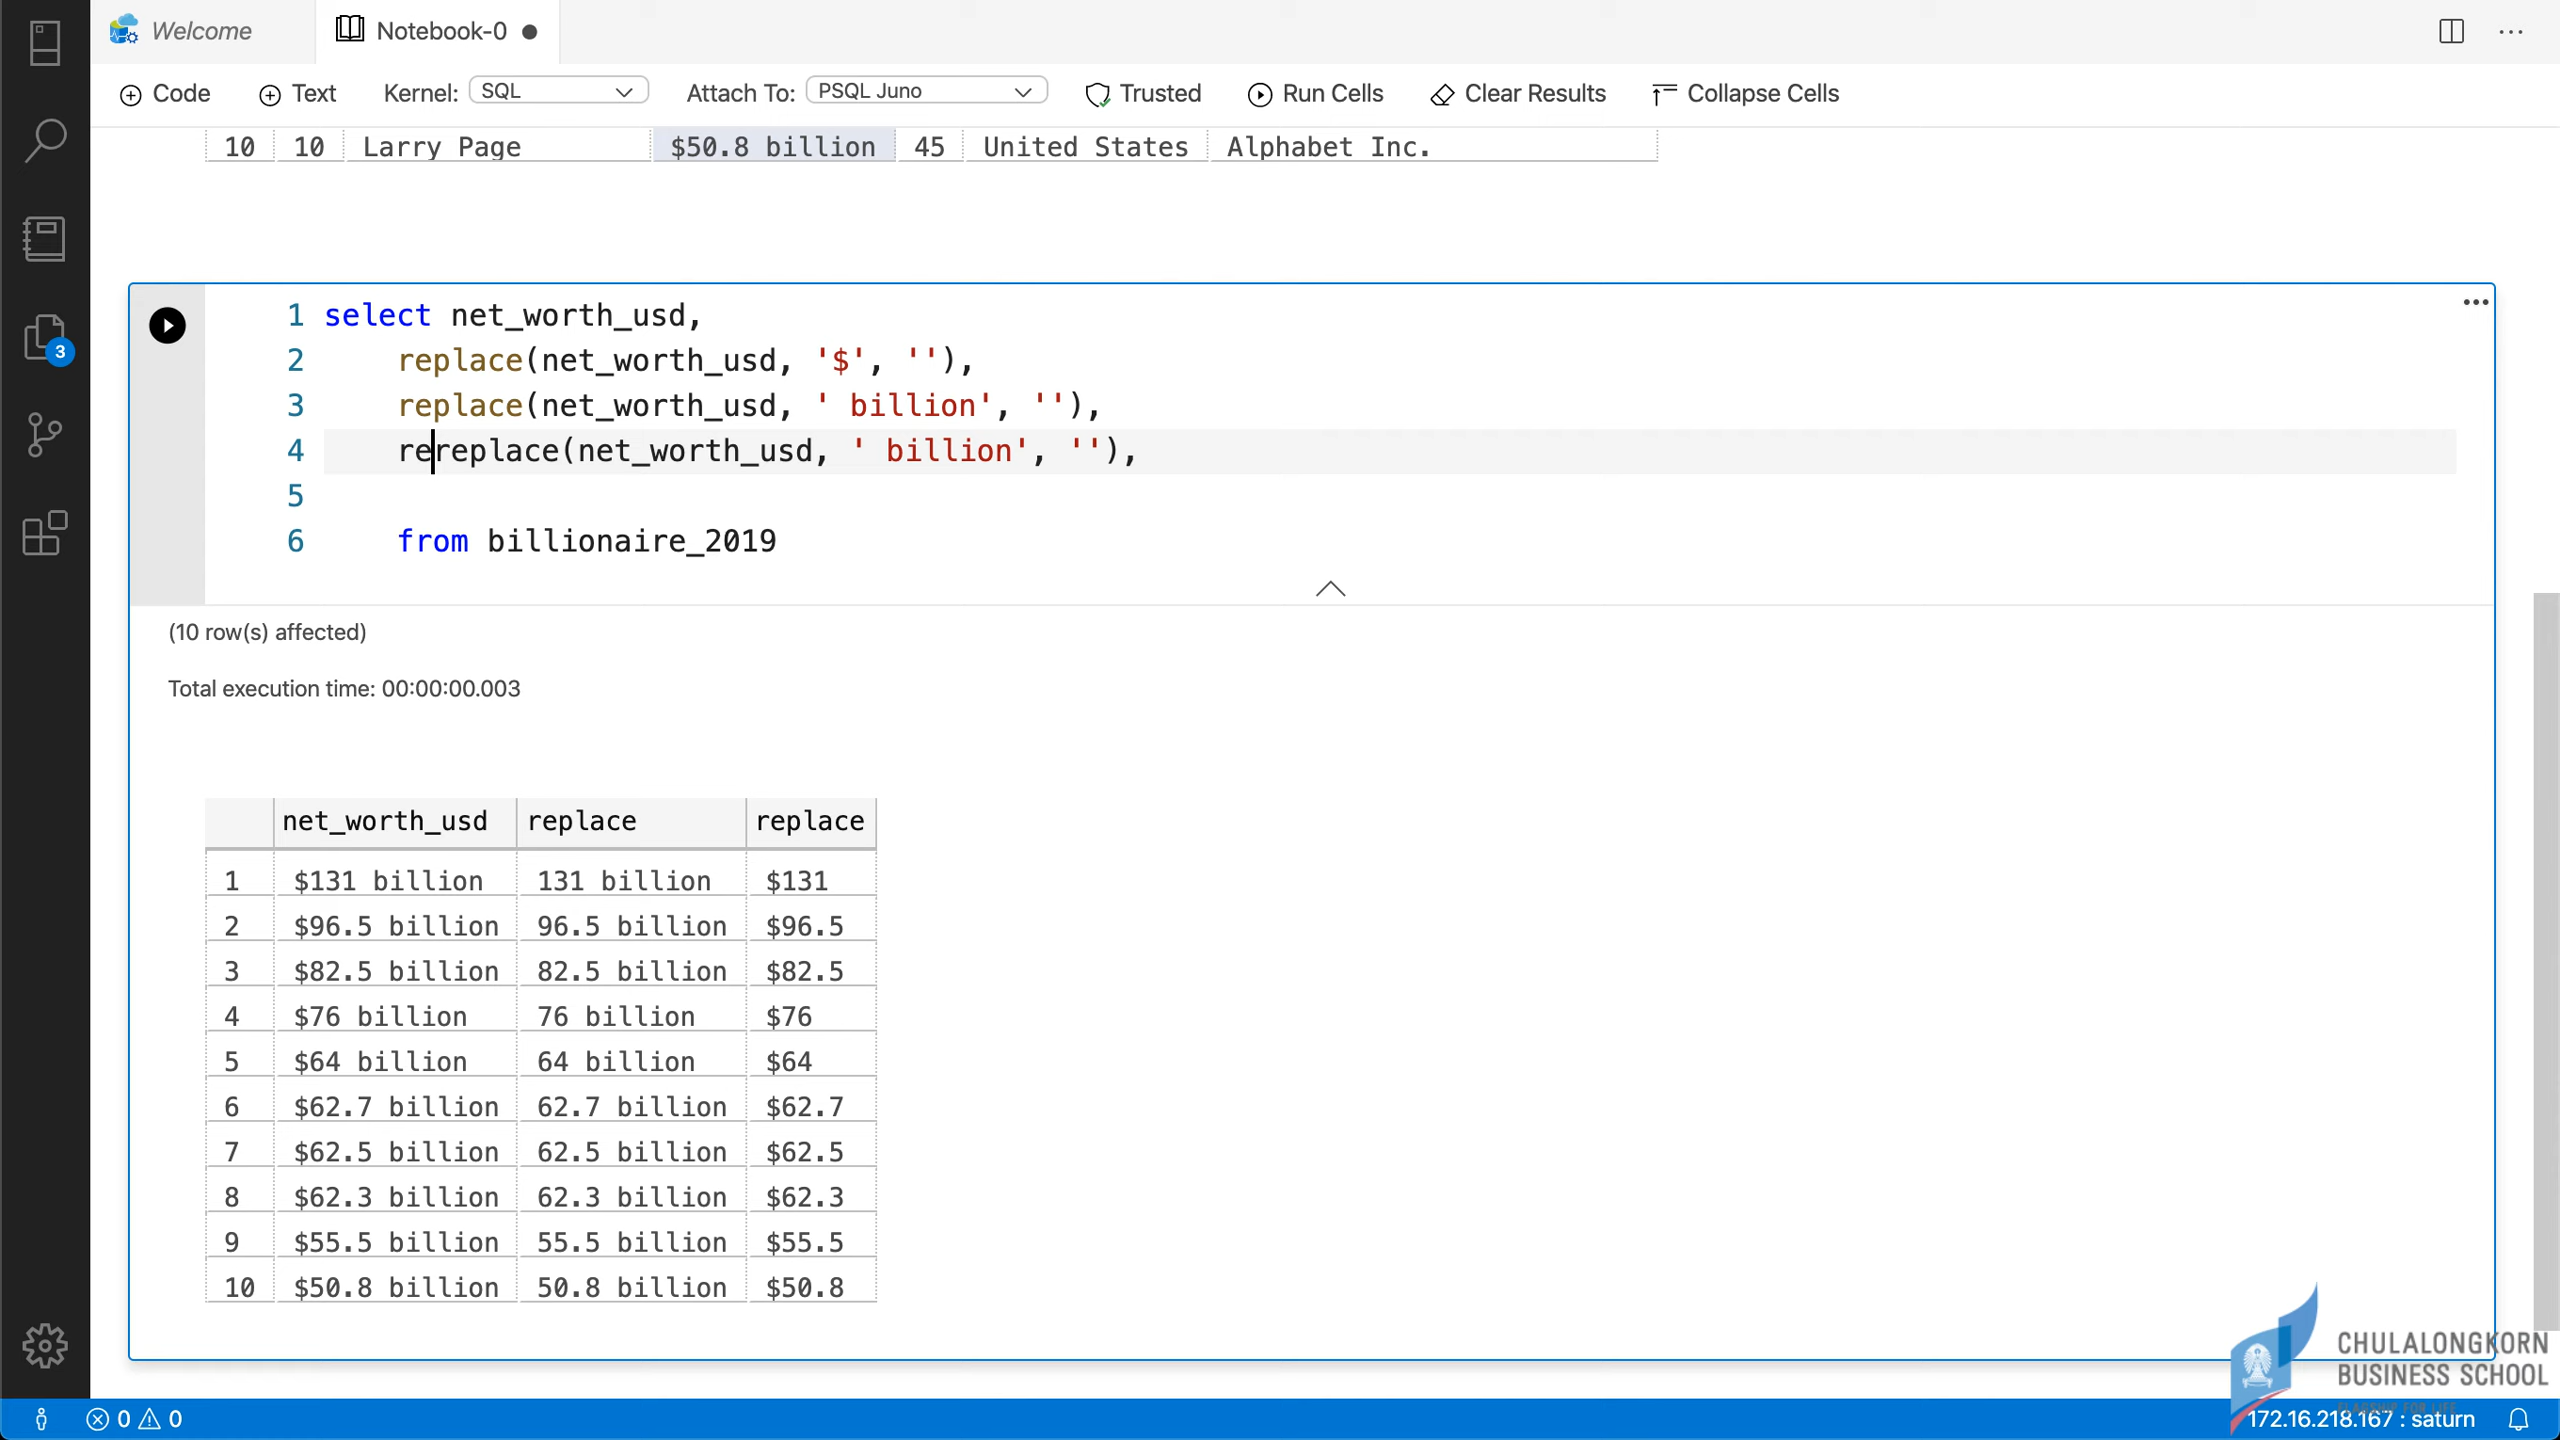 Welcome
Notebook-0
Code Text Kernel: SQL Attach To: PSQL Juno Trusted Run Cells Clear Results Collapse Cells
10 10 Larry Page $50.8 billion 45 United States Alphabet Inc.
3
1 select net_worth_usd,
2 replace(net_worth_usd, '$', ''),
3 replace(net_worth_usd, ' billion', ''),
4 rereplace(net_worth_usd, ' billion', ''),
5
6 from billionaire_2019
(10 row(s) affected)
Total execution time: 00:00:00.003
net_worth_usd replace replace
1 $131 billion 131 billion $131
2 $96.5 billion 96.5 billion $96.5
3 $82.5 billion 82.5 billion $82.5
4 $76 billion 76 billion $76
5 $64 billion 64 billion $64
6 $62.7 billion 62.7 billion $62.7
7 $62.5 billion 62.5 billion $62.5
8 $62.3 billion 62.3 billion $62.3
9 $55.5 billion 55.5 billion $55.5
10 $50.8 billion 50.8 billion $50.8
CHULALONGKORN
BUSINESS SCHOOL
FLAGSHIP FOR LIFE
0 0 172.16.218.167 : saturn